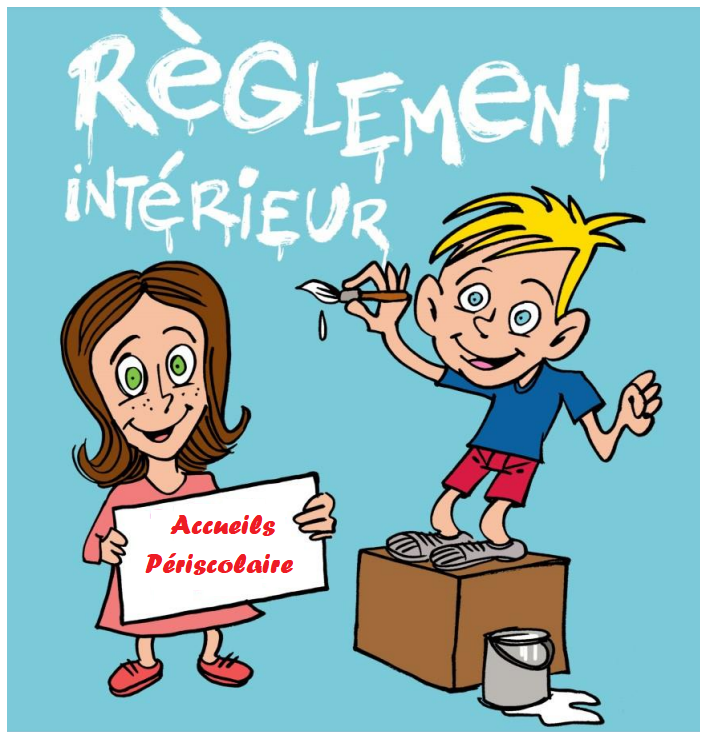 RÈGLEMENT
INTÉRIEUR
Accueils
Périscolaire